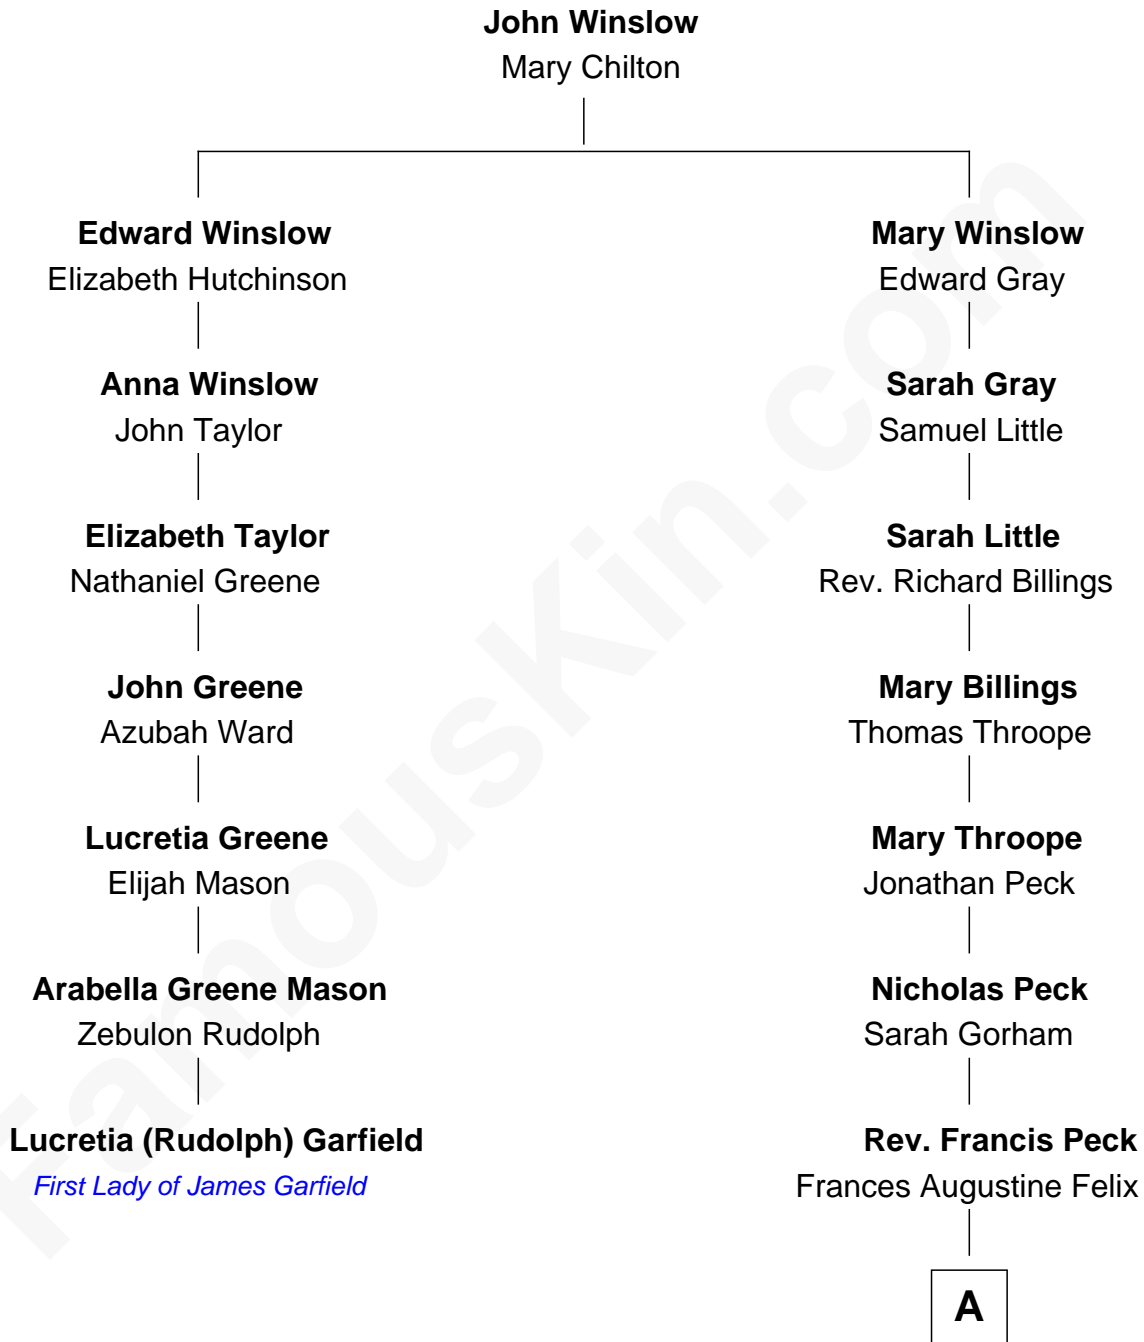 John Winslow
Mary Chilton
Edward Winslow
Elizabeth Hutchinson
Mary Winslow
Edward Gray
Anna Winslow
John Taylor
Sarah Gray
Samuel Little
Elizabeth Taylor
Nathaniel Greene
Sarah Little
Rev. Richard Billings
John Greene
Azubah Ward
Mary Billings
Thomas Throope
Lucretia Greene
Elijah Mason
Mary Throope
Jonathan Peck
Arabella Greene Mason
Zebulon Rudolph
Nicholas Peck
Sarah Gorham
Lucretia (Rudolph) Garfield
First Lady of James Garfield
Rev. Francis Peck
Frances Augustine Felix
A
FamousKin.com